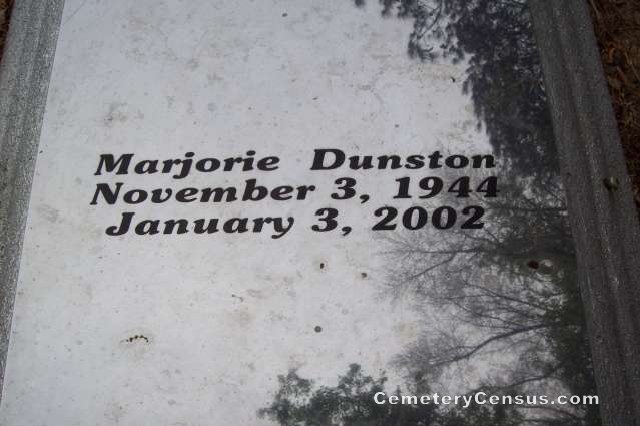 Marjorie Dunston
November 3, 1944
January 3, 2002
CemeteryCensus.com